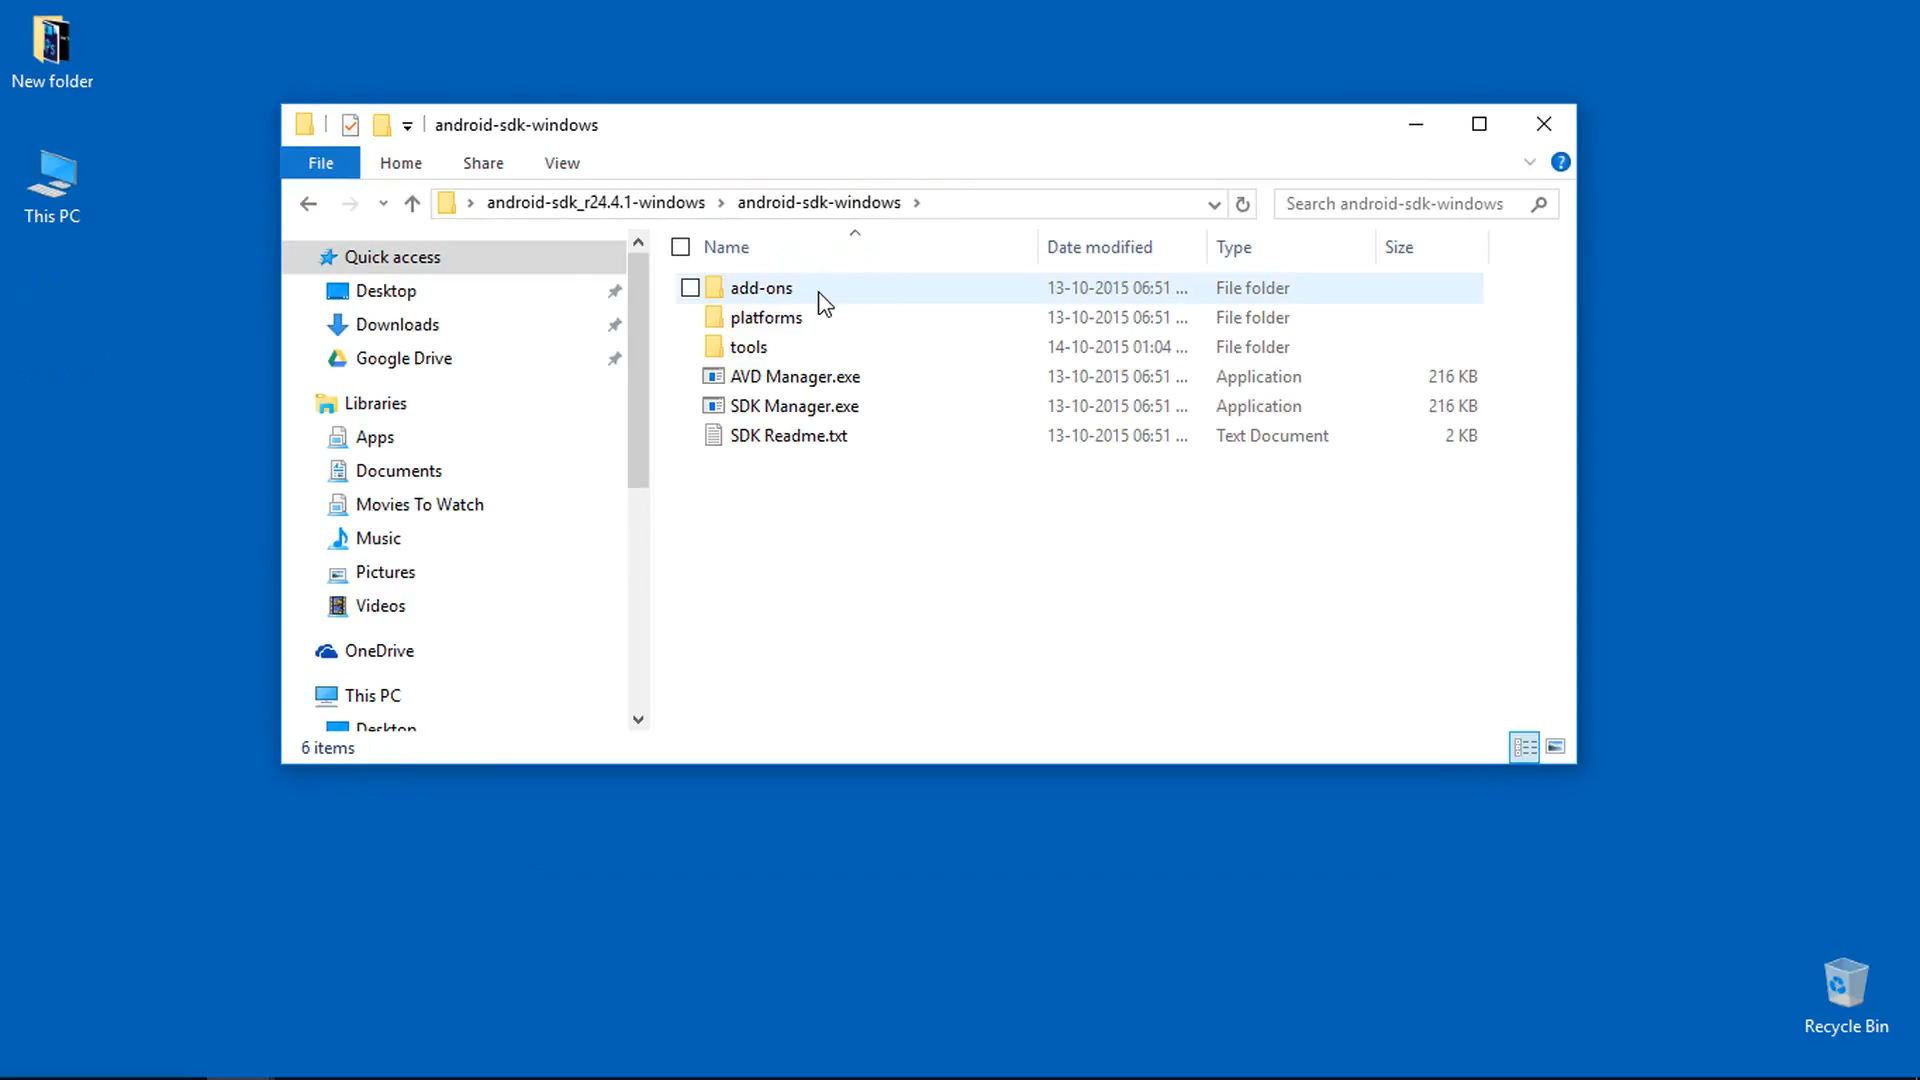 New folder
This PC
android-sdk-windows
File Home Share View
android-sdk_r24.4.1-windows android-sdk-windows
Search android-sdk-windows
Quick access
Desktop
Downloads
Google Drive
Libraries
Apps
Documents
Movies To Watch
Music
Pictures
Videos
OneDrive
This PC
Desktop
Name Date modified Type Size
add-ons 13-10-2015 06:51 ... File folder
platforms 13-10-2015 06:51 ... File folder
tools 14-10-2015 01:04 ... File folder
AVD Manager.exe 13-10-2015 06:51 ... Application 216 KB
SDK Manager.exe 13-10-2015 06:51 ... Application 216 KB
SDK Readme.txt 13-10-2015 06:51 ... Text Document 2 KB
6 items
Recycle Bin